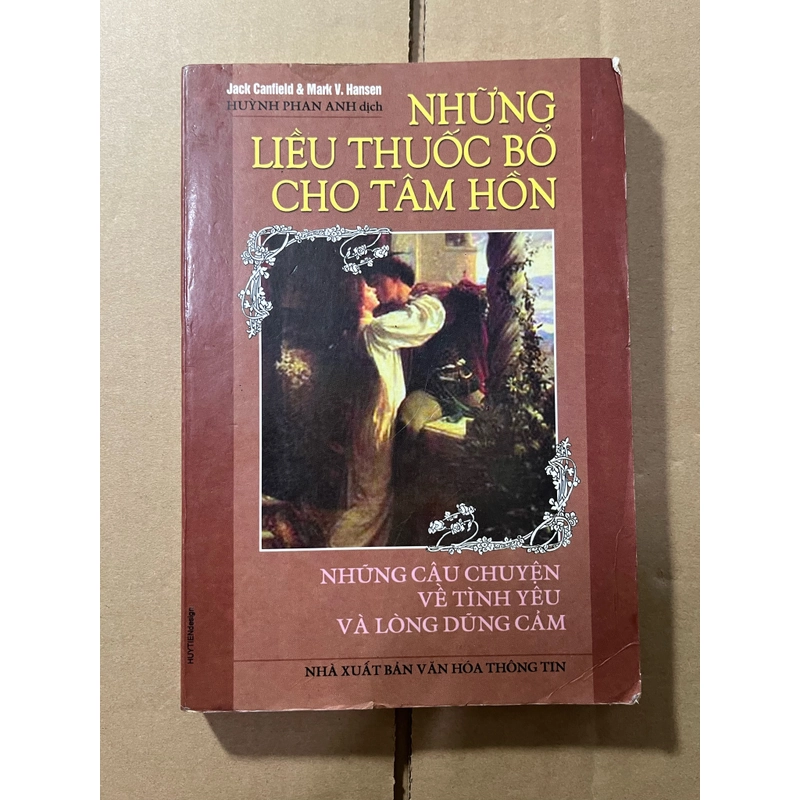 Jack Canfield & Mark V. Hansen
HUỲNH PHAN ANH dịch
NHỮNG
LIỀU THUỐC BỔ
CHO TÂM HỒN
NHỮNG CÂU CHUYỆN
VỀ TÌNH YÊU
VÀ LÒNG DŨNG CẢM
NHÀ XUẤT BẢN VĂN HÓA THÔNG TIN
HUYTIENdesign